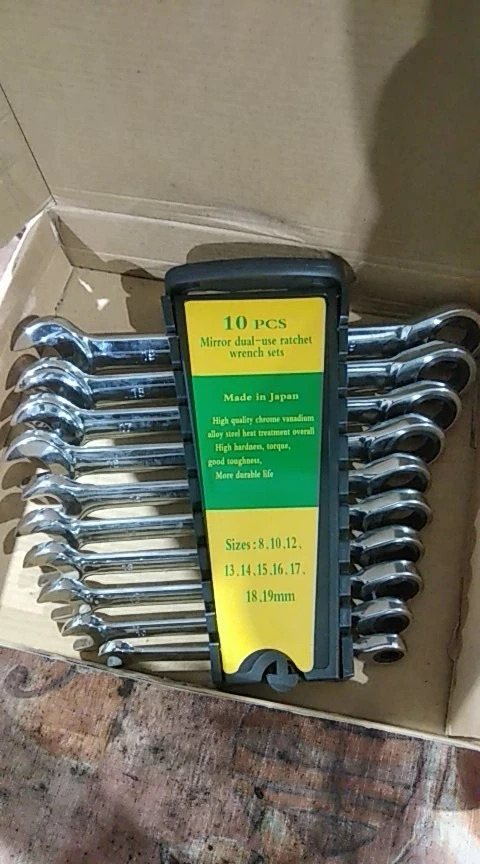 10 PCS
Mirror dual-use ratchet
wrench sets
Made in Japan
High quality chrome vanadium
alloy steel heat treatment overall
High hardness, torque,
good toughness,
More durable life
Sizes : 8,10,12,
13,14,15,16,17,
18,19mm